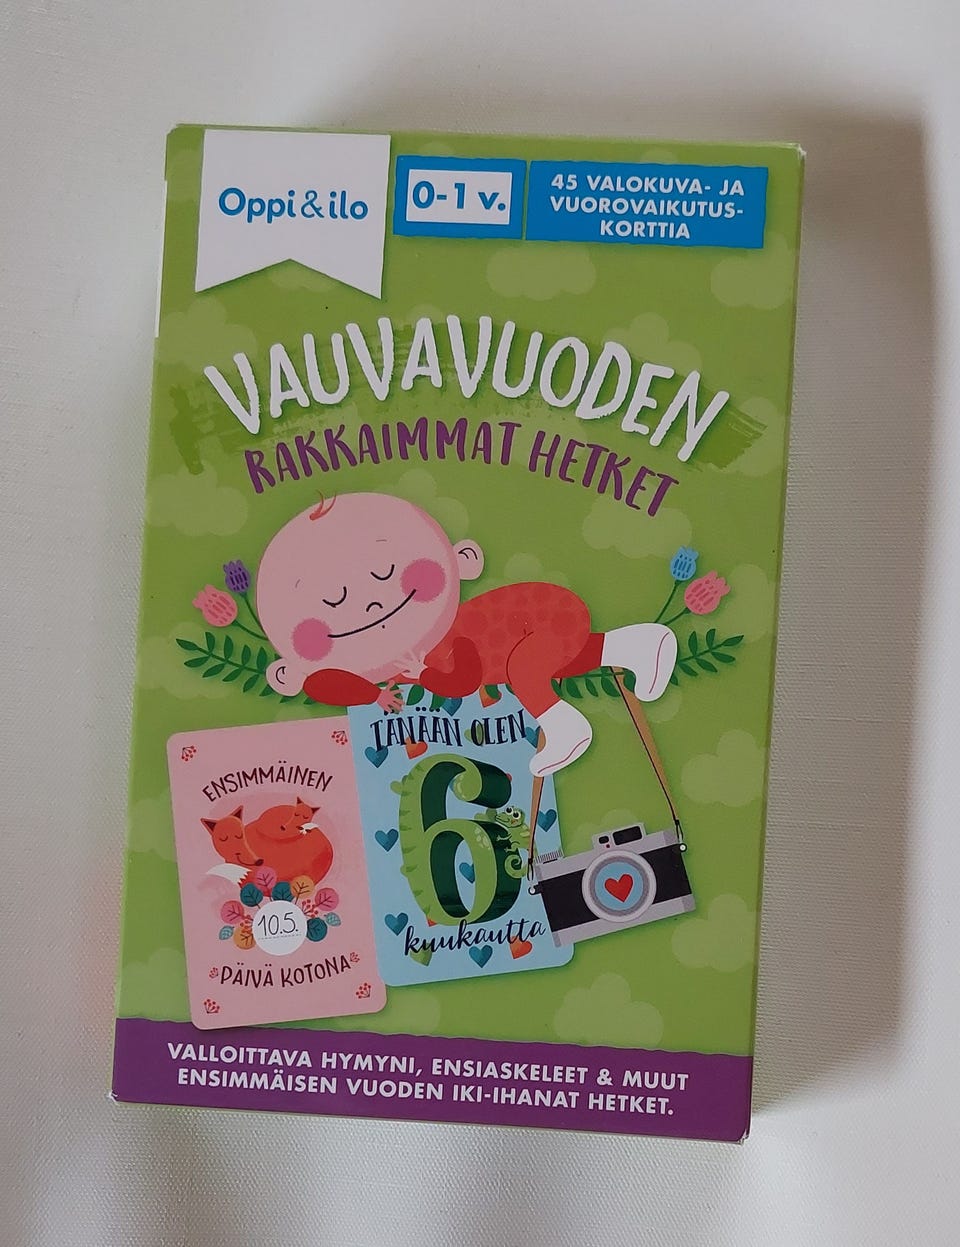 Oppi&ilo
0-1 v.
45 VALOKUVA- JA
VUOROVAIKUTUS-
KORTTIA
VAUVAVUODEN
RAKKAIMMAT HETKET
ENSIMMÄINEN
10.5.
PÄIVÄ KOTONA
TÄNÄÄN OLEN
6
kuukautta
VALLOITTAVA HYMYNI, ENSIASKELEET & MUUT
ENSIMMÄISEN VUODEN IKI-IHANAT HETKET.